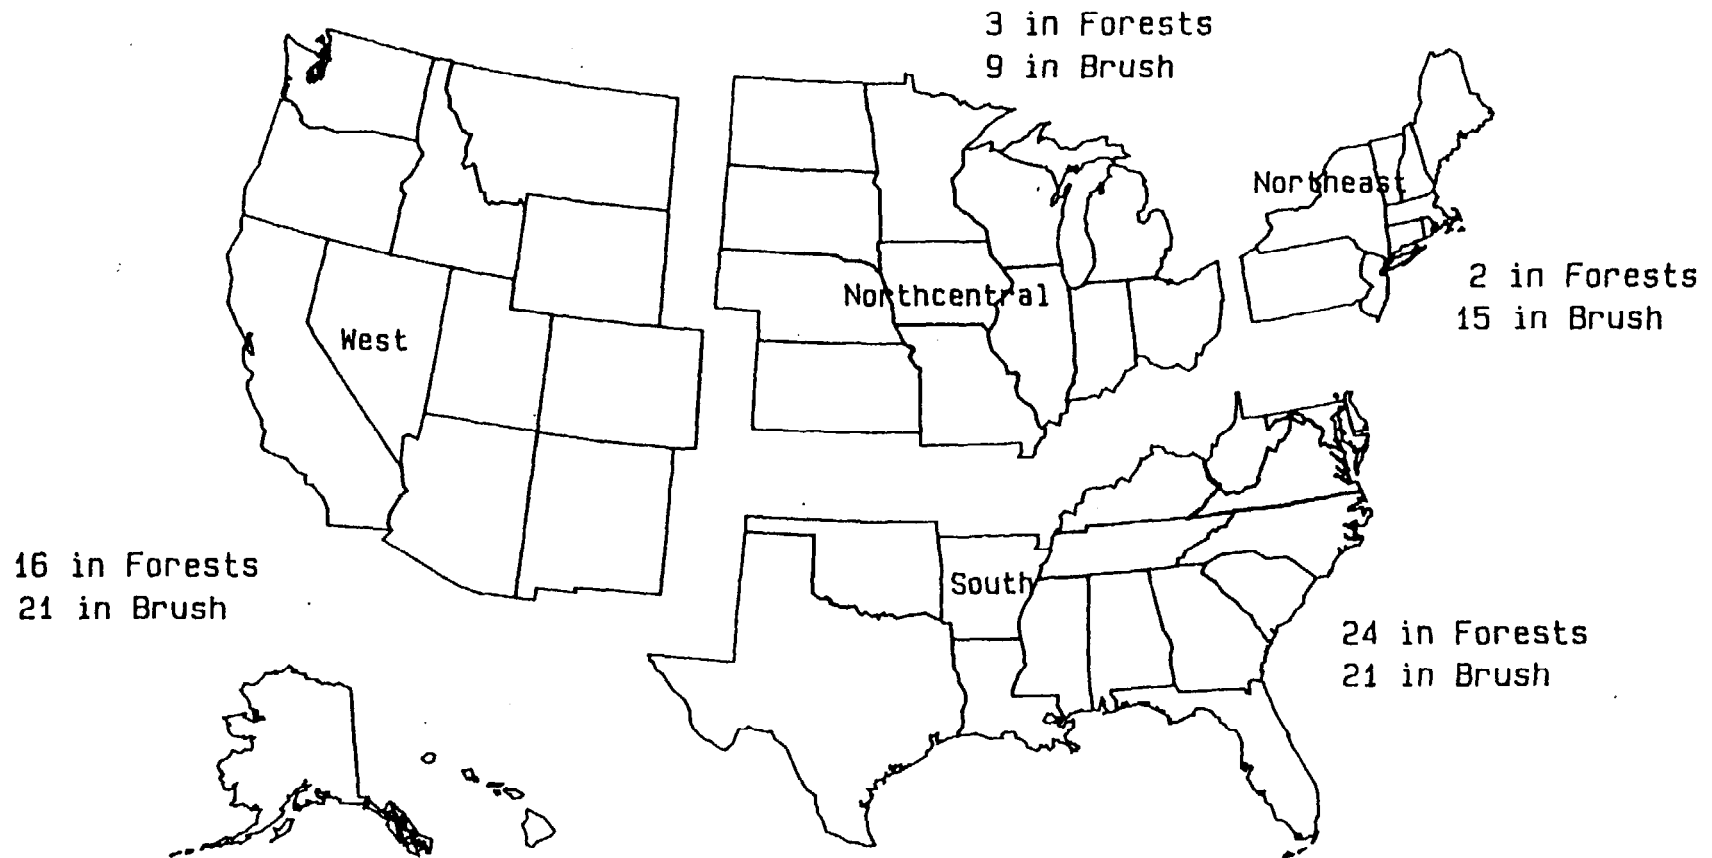 3 in Forests
9 in Brush
Northeast
2 in Forests
15 in Brush
Northcentral
West
16 in Forests
21 in Brush
South
24 in Forests
21 in Brush